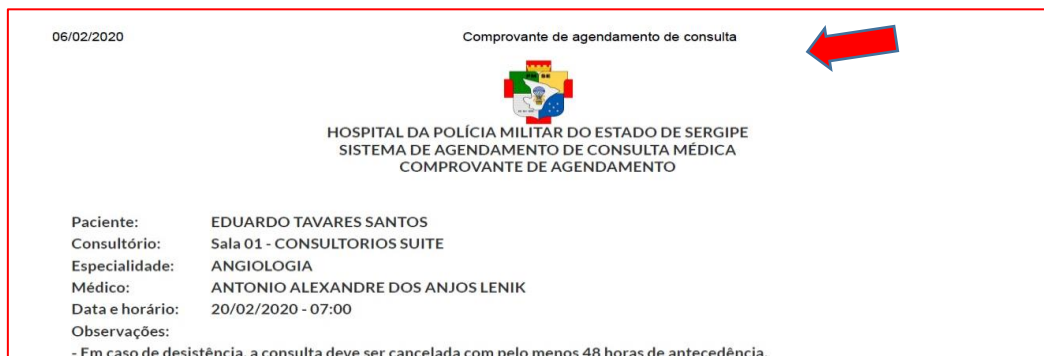 06/02/2020 Comprovante de agendamento de consulta
HOSPITAL DA POLÍCIA MILITAR DO ESTADO DE SERGIPE
SISTEMA DE AGENDAMENTO DE CONSULTA MÉDICA
COMPROVANTE DE AGENDAMENTO
Paciente: EDUARDO TAVARES SANTOS
Consultório: Sala 01 - CONSULTORIOS SUITE
Especialidade: ANGIOLOGIA
Médico: ANTONIO ALEXANDRE DOS ANJOS LENIK
Data e horário: 20/02/2020 - 07:00
Observações:
- Em caso de desistência, a consulta deve ser cancelada com pelo menos 48 horas de antecedência.